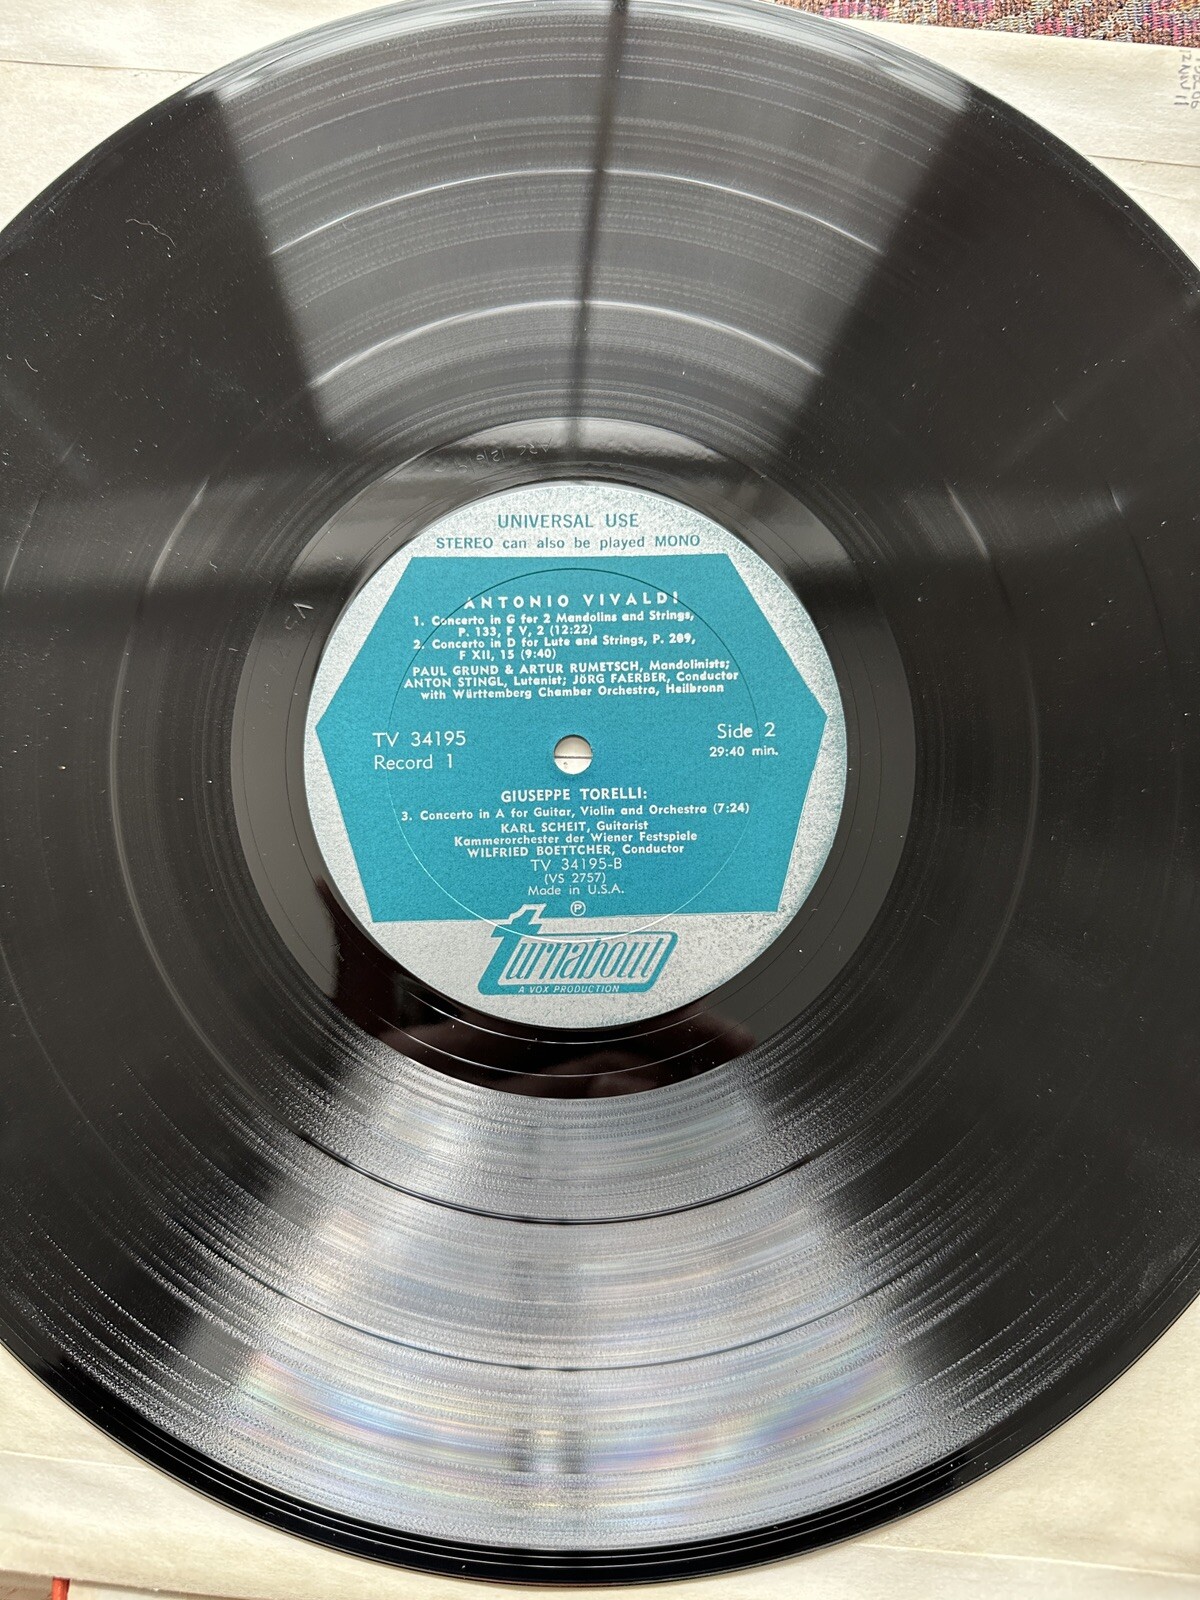 UNIVERSAL USE
STEREO can also be played MONO
ANTONIO VIVALDI
1. Concerto in G for 2 Mandolins and Strings,
P. 133, F V, 2 (12:22)
2. Concerto in D for Lute and Strings, P. 209,
F XII, 15 (9:40)
PAUL GRUND & ARTUR RUMETSCH, Mandolinists;
ANTON STINGL, Lutanist; JÖRG FAERBER, Conductor
with Württemberg Chamber Orchestra, Heilbronn
TV 34195
Record 1
Side 2
29:40 min.
GIUSEPPE TORELLI:
3. Concerto in A for Guitar, Violin and Orchestra (7:24)
KARL SCHEIT, Guitarist
Kammerorchester der Wiener Festspiele
WILFRIED BOETTCHER, Conductor
TV 34195-B
(VS 2757)
Made in U.S.A.
℗
turnabout
A VOX PRODUCTION